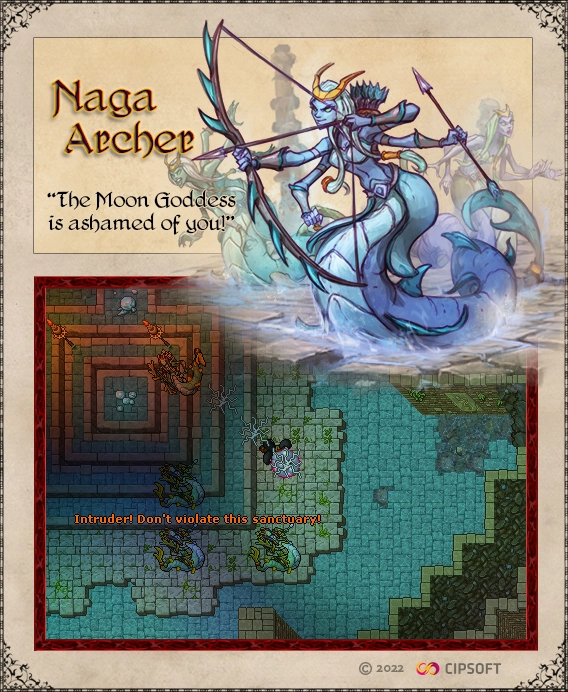 Naga
Archer
“The Moon Goddess
is ashamed of you!”
Intruder! Don't violate this sanctuary!
© 2022 CIPSOFT